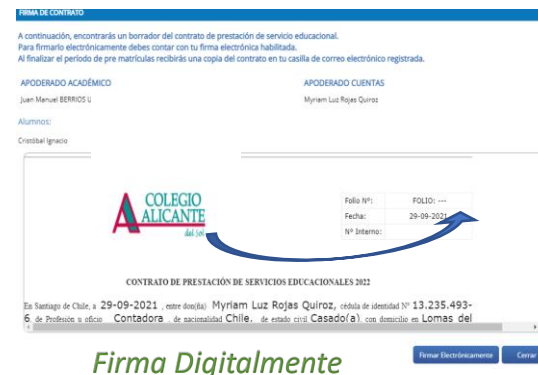 FIRMA DE CONTRATO
A continuación, encontrarás un borrador del contrato de prestación de servicio educacional.
Para firmarlo electrónicamente debes contar con tu firma electrónica habilitada.
Al finalizar el período de pre matrículas recibirás una copia del contrato en tu casilla de correo electrónico registrada.
APODERADO ACADÉMICO APODERADO CUENTAS
Juan Manuel BERRIOS U Myriam Luz Rojas Quiroz
Alumnos:
Cristóbal Ignacio
COLEGIO
ALICANTE
del Sol
Folio Nº: FOLIO: ---
Fecha: 29-09-2021
Nº Interno:
CONTRATO DE PRESTACIÓN DE SERVICIOS EDUCACIONALES 2022
En Santiago de Chile, a 29-09-2021 , entre don(ña) Myriam Luz Rojas Quiroz, cédula de identidad Nº 13.235.493-
6, de Profesión u oficio Contadora , de nacionalidad Chile, de estado civil Casado(a), con domicilio en Lomas del
Firma Digitalmente
Firmar Electrónicamente Cerrar